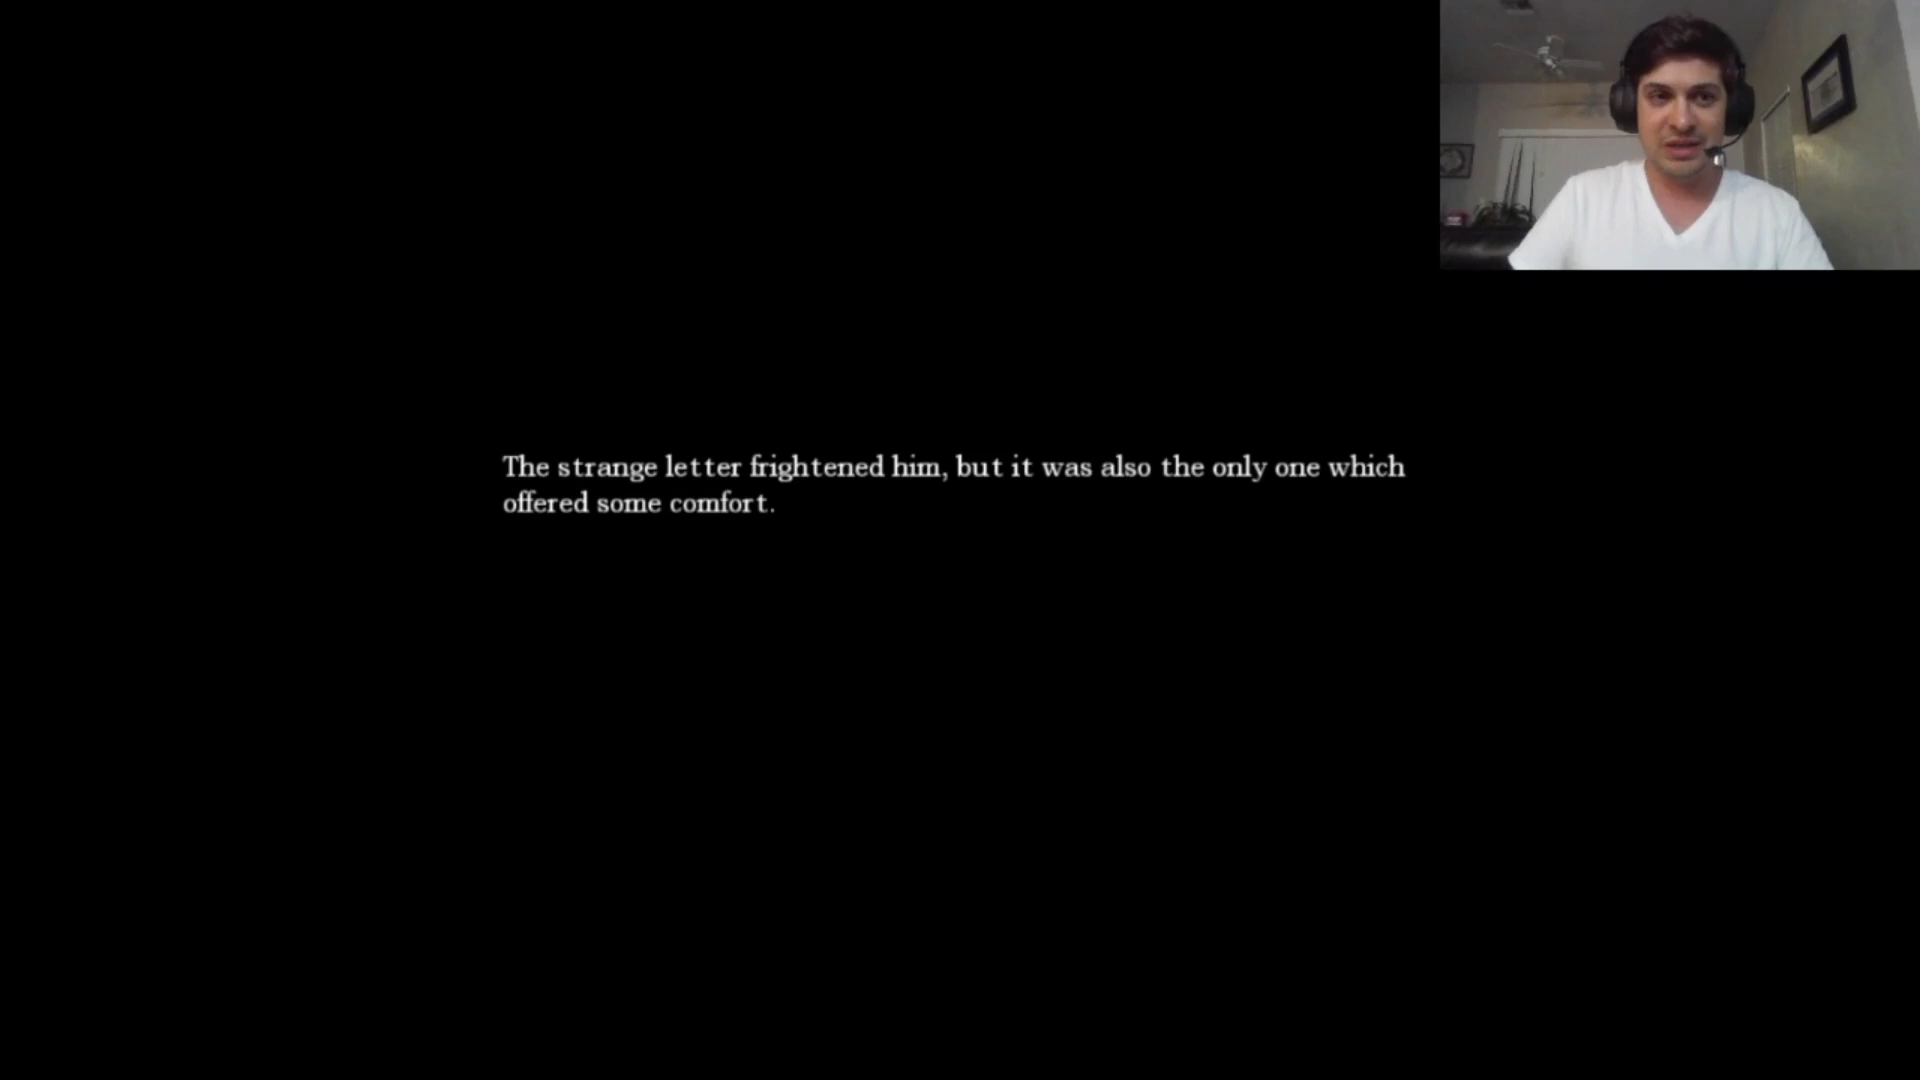 The strange letter frightened him, but it was also the only one which
offered some comfort.